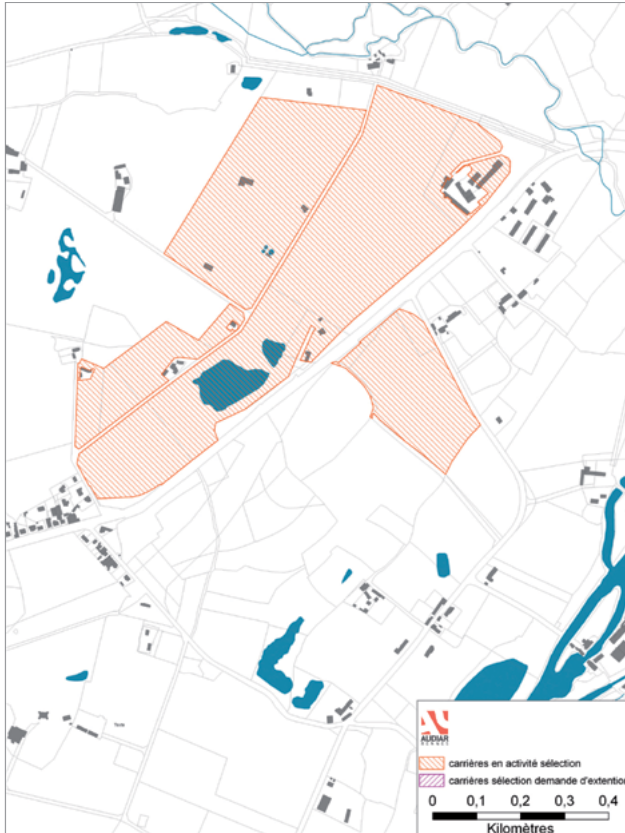 AUDIAR
RENNES
carrières en activité sélection
carrières sélection demande d'extention
0 0,1 0,2 0,3 0,4
Kilomètres